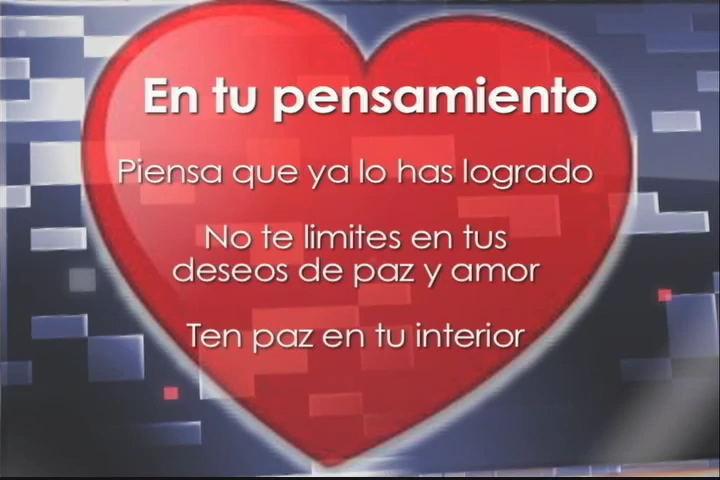 En tu pensamiento
Piensa que ya lo has logrado
No te limites en tus
deseos de paz y amor
Ten paz en tu interior